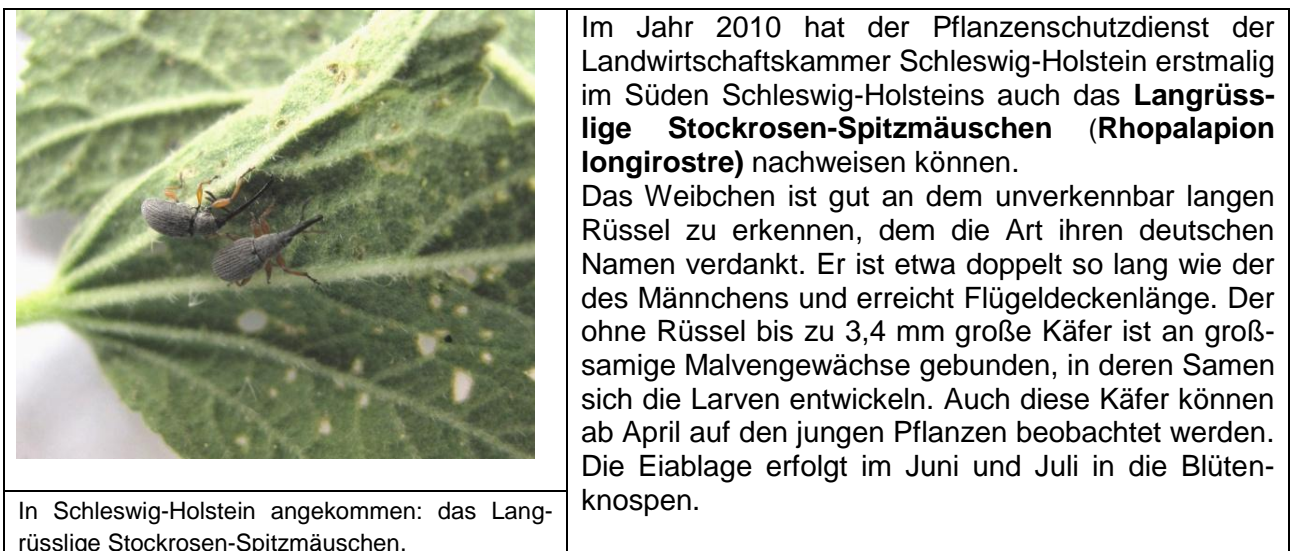 Im Jahr 2010 hat der Pflanzenschutzdienst der
Landwirtschaftskammer Schleswig-Holstein erstmalig
im Süden Schleswig-Holsteins auch das Langrüss-
lige Stockrosen-Spitzmäuschen (Rhopalapion
longirostre) nachweisen können.
Das Weibchen ist gut an dem unverkennbar langen
Rüssel zu erkennen, dem die Art ihren deutschen
Namen verdankt. Er ist etwa doppelt so lang wie der
des Männchens und erreicht Flügeldeckenlänge. Der
ohne Rüssel bis zu 3,4 mm große Käfer ist an groß-
samige Malvengewächse gebunden, in deren Samen
sich die Larven entwickeln. Auch diese Käfer können
ab April auf den jungen Pflanzen beobachtet werden.
Die Eiablage erfolgt im Juni und Juli in die Blüten-
knospen.
In Schleswig-Holstein angekommen: das Lang-
rüsslige Stockrosen-Spitzmäuschen.